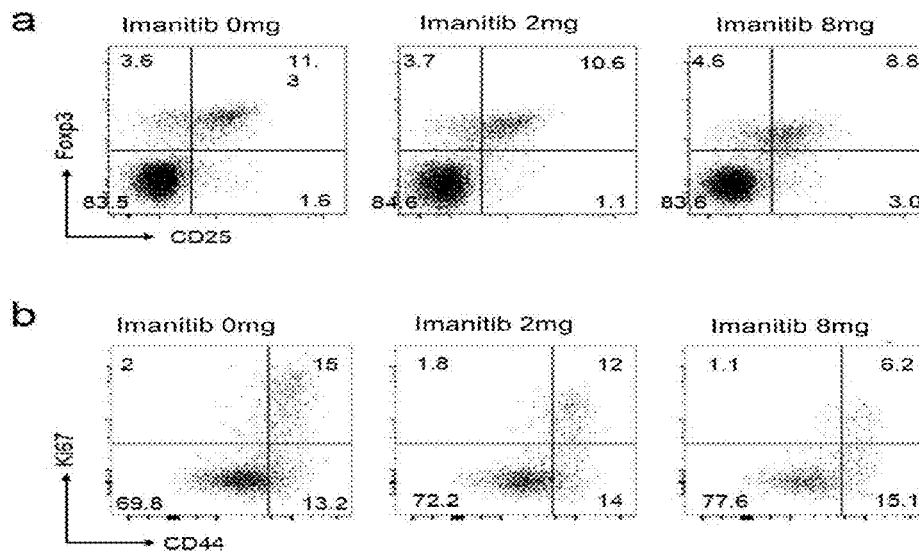 a
Imanitib 0mg Imanitib 2mg Imanitib 8mg
3.6 11.3 3.7 10.6 4.6 8.8
Foxp3
83.5 1.6 84.6 1.1 83.6 3.0
CD25
b
Imanitib 0mg Imanitib 2mg Imanitib 8mg
2 15 1.8 12 1.1 6.2
Ki67
69.8 13.2 72.2 14 77.6 15.1
CD44